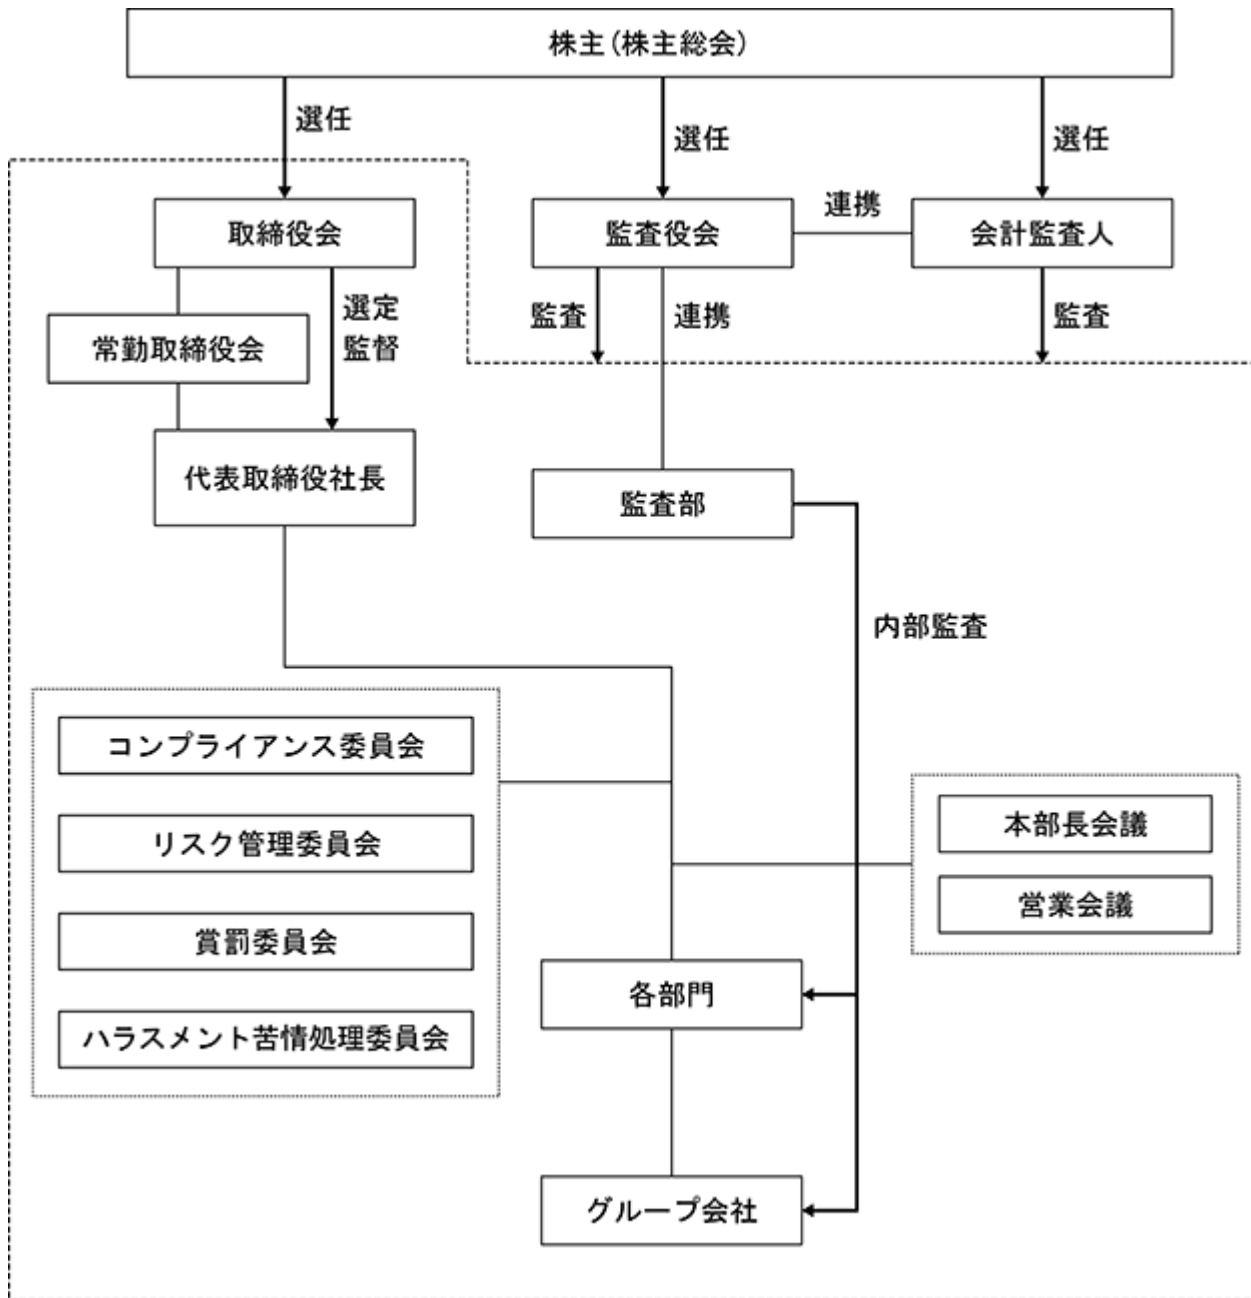 株主(株主総会)
選任
選任
選任
取締役会
監査役会
連携
会計監査人
選定
監督
監査
連携
監査
常勤取締役会
代表取締役社長
監査部
内部監査
コンプライアンス委員会
リスク管理委員会
賞罰委員会
ハラスメント苦情処理委員会
本部長会議
営業会議
各部門
グループ会社